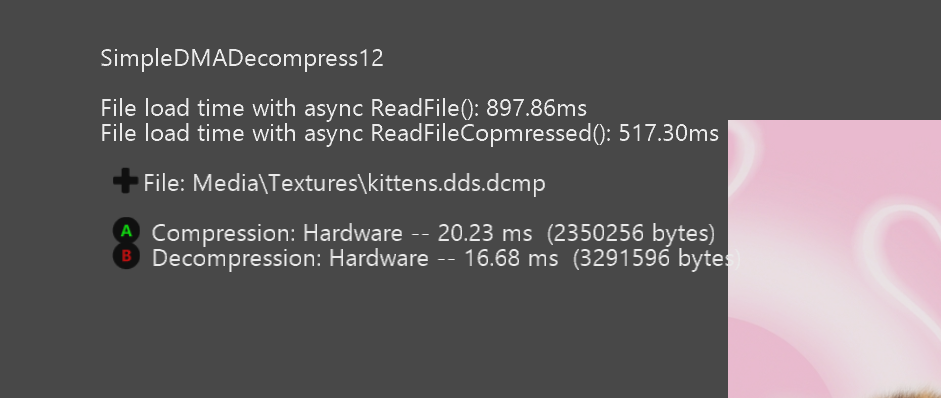 SimpleDMADecompress12
File load time with async ReadFile(): 897.86ms
File load time with async ReadFileCopmressed(): 517.30ms
File: Media\Textures\kittens.dds.dcmp
A Compression: Hardware -- 20.23 ms (2350256 bytes)
B Decompression: Hardware -- 16.68 ms (3291596 bytes)